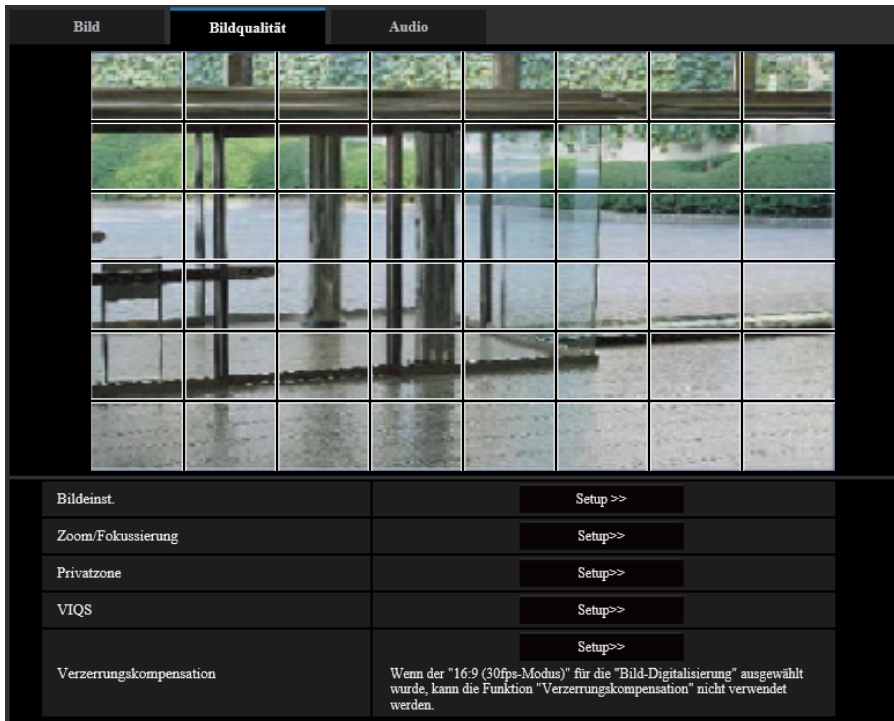 Bild Bildqualität Audio
Bildeinst. Setup >>
Zoom/Fokussierung Setup>>
Privatzone Setup>>
VIQS Setup>>
Setup>>
Verzerrungskompensation
Wenn der "16:9 (30fps-Modus)" für die "Bild-Digitalisierung" ausgewählt
wurde, kann die Funktion "Verzerrungskompensation" nicht verwendet
werden.